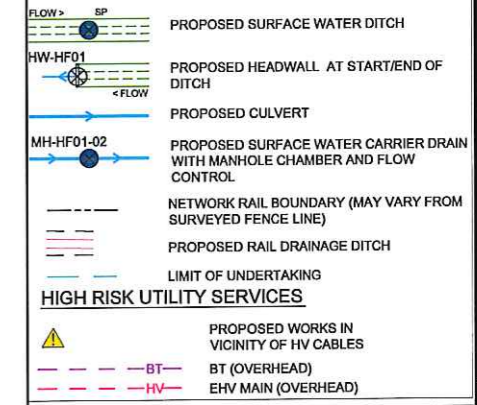 FLOW > SP
PROPOSED SURFACE WATER DITCH
HW-HF01
PROPOSED HEADWALL AT START/END OF
DITCH
< FLOW
PROPOSED CULVERT
MH-HF01-02
PROPOSED SURFACE WATER CARRIER DRAIN
WITH MANHOLE CHAMBER AND FLOW
CONTROL
NETWORK RAIL BOUNDARY (MAY VARY FROM
SURVEYED FENCE LINE)
PROPOSED RAIL DRAINAGE DITCH
LIMIT OF UNDERTAKING
HIGH RISK UTILITY SERVICES
PROPOSED WORKS IN
VICINITY OF HV CABLES
BT BT (OVERHEAD)
HV EHV MAIN (OVERHEAD)